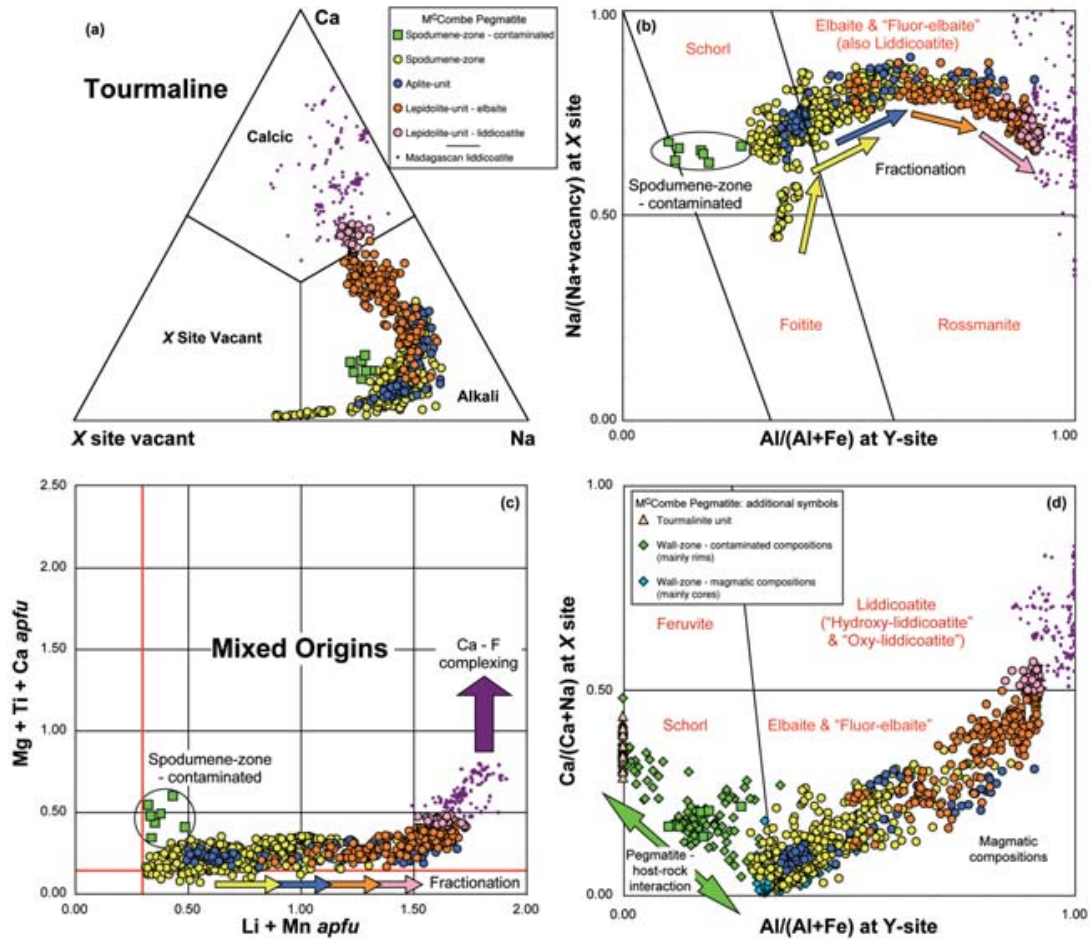 (a)
Ca
Tourmaline
Calcic
X Site Vacant
Alkali
X site vacant
Na
MᶜCombe Pegmatite
Spodumene-zone - contaminated
Spodumene-zone
Aplite-unit
Lepidolite-unit - elbaite
Lepidolite-unit - liddicoatite
Madagascan liddicoatite
(b)
1.00
0.50
0.00
Na/(Na+vacancy) at X site
Schorl
Elbaite & "Fluor-elbaite"
(also Liddicoatite)
Spodumene-zone
- contaminated
Fractionation
Foitite
Rossmanite
0.00
1.00
Al/(Al+Fe) at Y-site
(c)
2.50
2.00
1.50
1.00
0.50
0.00
Mg + Ti + Ca apfu
Mixed Origins
Ca - F
complexing
Spodumene-zone
- contaminated
Fractionation
0.00
0.50
1.00
1.50
2.00
Li + Mn apfu
(d)
1.00
0.50
0.00
Ca/(Ca+Na) at X site
MᶜCombe Pegmatite: additional symbols
Tourmalinite unit
Wall-zone - contaminated compositions
(mainly rims)
Wall-zone - magmatic compositions
(mainly cores)
Feruvite
Liddicoatite
("Hydroxy-liddicoatite"
& "Oxy-liddicoatite")
Schorl
Elbaite & "Fluor-elbaite"
Pegmatite -
host-rock
interaction
Magmatic
compositions
0.00
1.00
Al/(Al+Fe) at Y-site